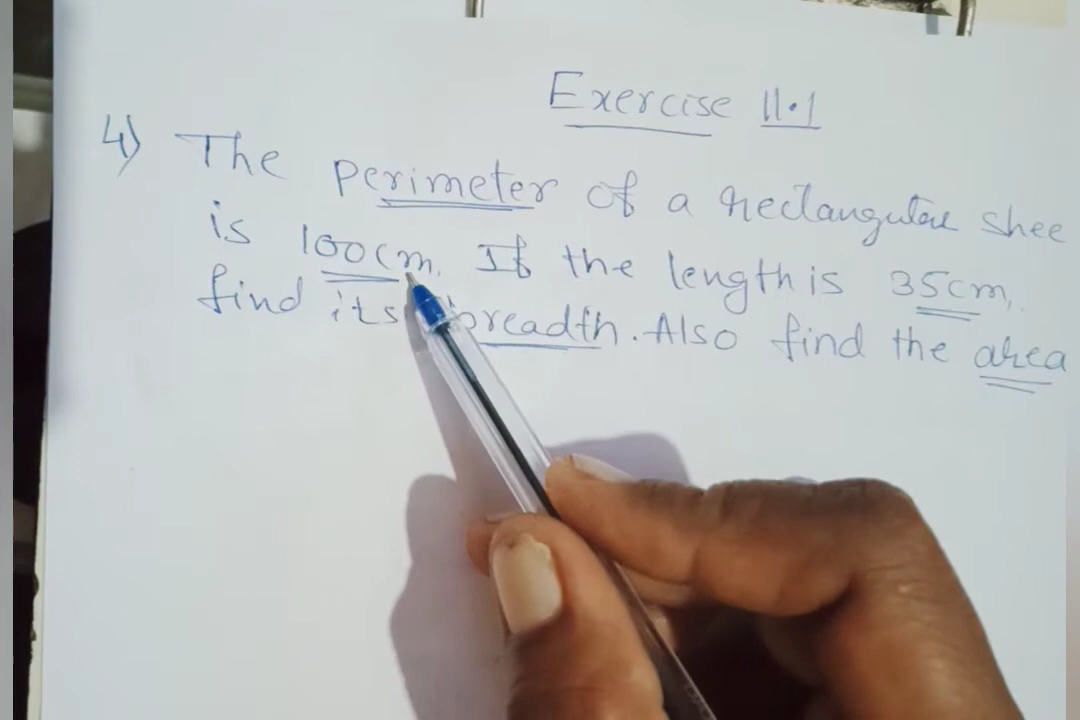 Exercise 11.1
4) The perimeter of a rectangular shee
is 100cm. If the length is 35cm,
find its breadth. Also find the area